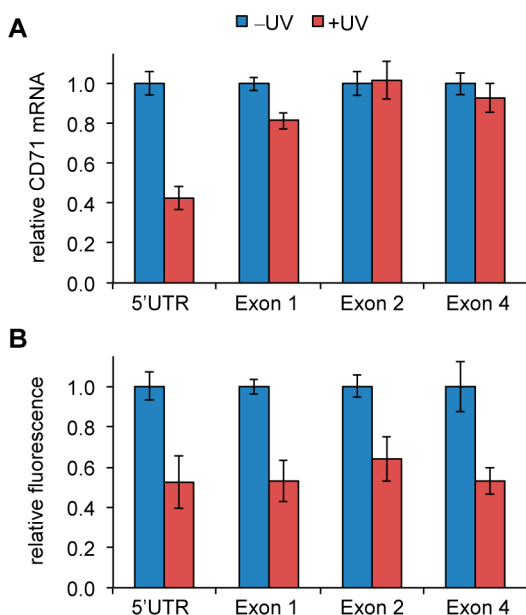 A
–UV +UV
relative CD71 mRNA
1.0
0.8
0.6
0.4
0.2
0.0
5'UTR Exon 1 Exon 2 Exon 4
B
relative fluorescence
1.0
0.8
0.6
0.4
0.2
0.0
5'UTR Exon 1 Exon 2 Exon 4